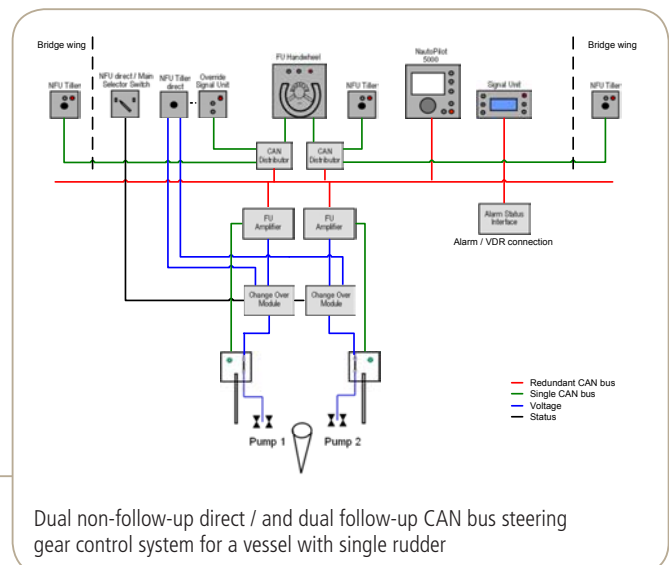 Bridge wing
Bridge wing
NFU Tiller
NFU direct / Main
Selector Switch
NFU Tiller
direct
Override
Signal Unit
FU Handwheel
NFU Tiller
NautoPilot
5000
Signal Unit
NFU Tiller
CAN
Distributor
CAN
Distributor
FU
Amplifier
FU
Amplifier
Alarm Status
Interface
Alarm / VDR connection
Change Over
Module
Change Over
Module
Pump 1
Pump 2
Redundant CAN bus
Single CAN bus
Voltage
Status
Dual non-follow-up direct / and dual follow-up CAN bus steering
gear control system for a vessel with single rudder